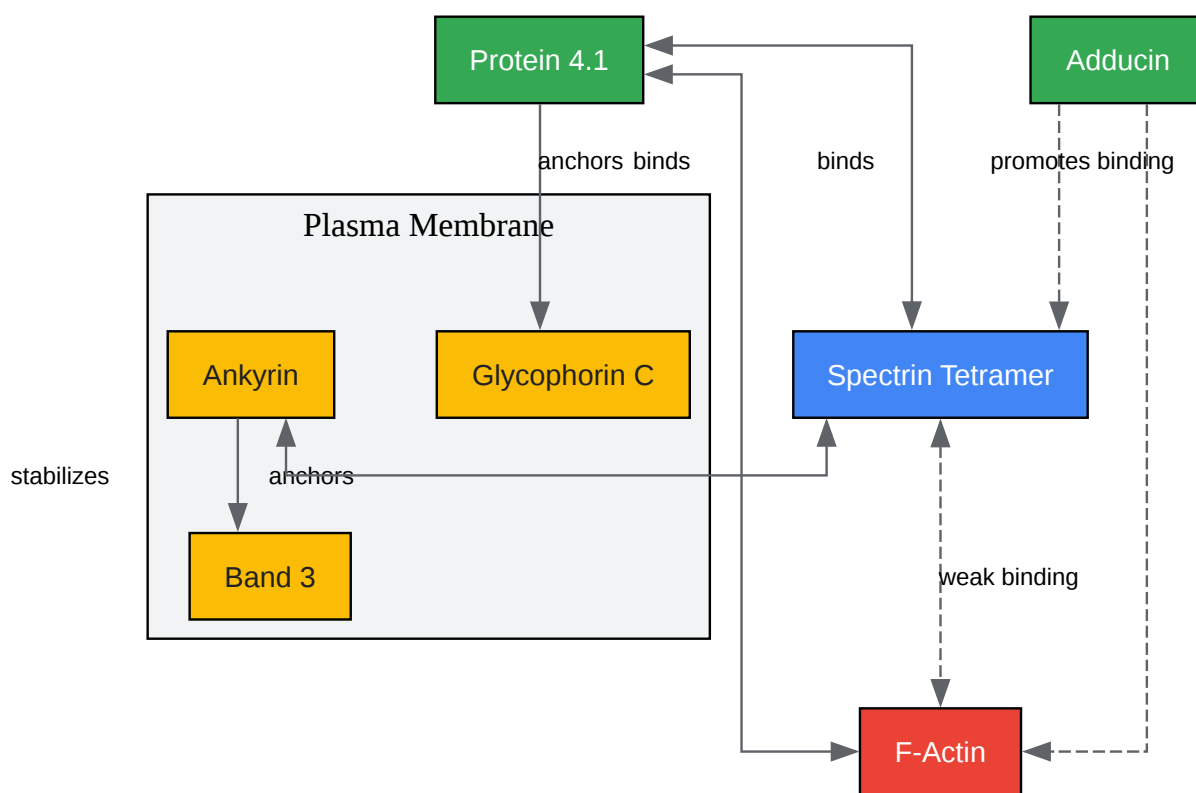 Protein 4.1
Adducin
anchors binds
binds
promotes binding
Plasma Membrane
Ankyrin
Glycophorin C
Spectrin Tetramer
stabilizes
anchors
Band 3
weak binding
F-Actin